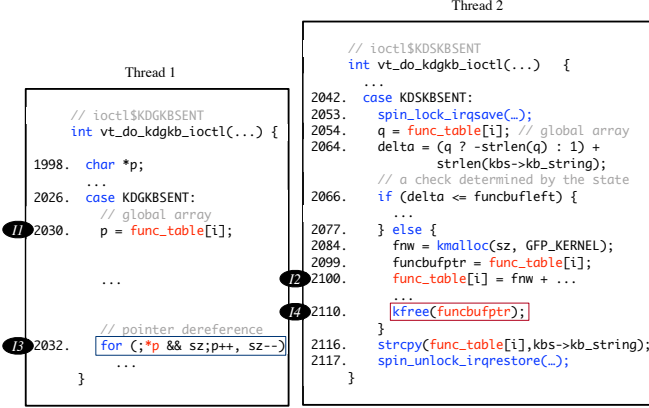 Thread 1
// ioctl$KDGKBSENT
int vt_do_kdgkb_ioctl(...) {
1998. char *p;
...
2026. case KDGKBSENT:
// global array
I1 2030. p = func_table[i];
...
// pointer dereference
I3 2032. for (;*p && sz;p++, sz--)
...
}
Thread 2
// ioctl$KDSKBSENT
int vt_do_kdgkb_ioctl(...) {
...
2042. case KDSKBSENT:
2053. spin_lock_irqsave(…);
2054. q = func_table[i]; // global array
2064. delta = (q ? -strlen(q) : 1) +
strlen(kbs->kb_string);
// a check determined by the state
2066. if (delta <= funcbufleft) {
...
2077. } else {
2084. fnw = kmalloc(sz, GFP_KERNEL);
2099. funcbufptr = func_table[i];
I2 2100. func_table[i] = fnw + ...
...
I4 2110. kfree(funcbufptr);
}
2116. strcpy(func_table[i],kbs->kb_string);
2117. spin_unlock_irqrestore(…);
}